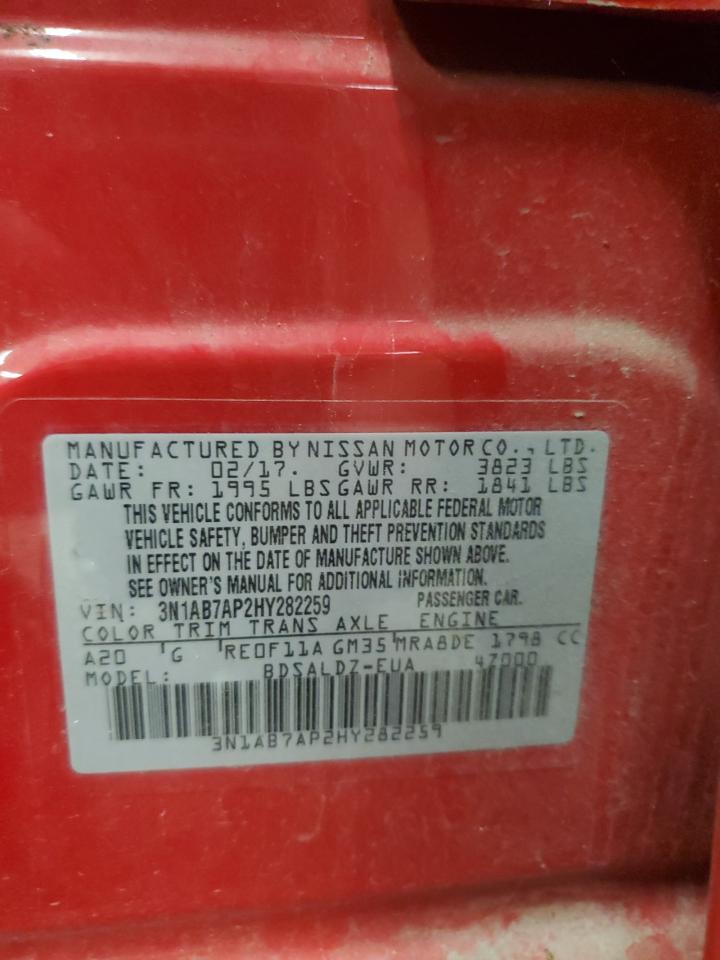 MANUFACTURED BY NISSAN MOTOR CO., LTD.
DATE: 02/17. GVWR: 3823 LBS
GAWR FR: 1995 LBS GAWR RR: 1841 LBS
THIS VEHICLE CONFORMS TO ALL APPLICABLE FEDERAL MOTOR
VEHICLE SAFETY, BUMPER AND THEFT PREVENTION STANDARDS
IN EFFECT ON THE DATE OF MANUFACTURE SHOWN ABOVE.
SEE OWNER'S MANUAL FOR ADDITIONAL INFORMATION.
VIN: 3N1AB7AP2HY282259 PASSENGER CAR.
COLOR TRIM TRANS AXLE ENGINE
A20 G RE0F11A GM35 MRA8DE 1798 CC
MODEL: BDSALDZ-EUA 47000
3N1AB7AP2HY282259